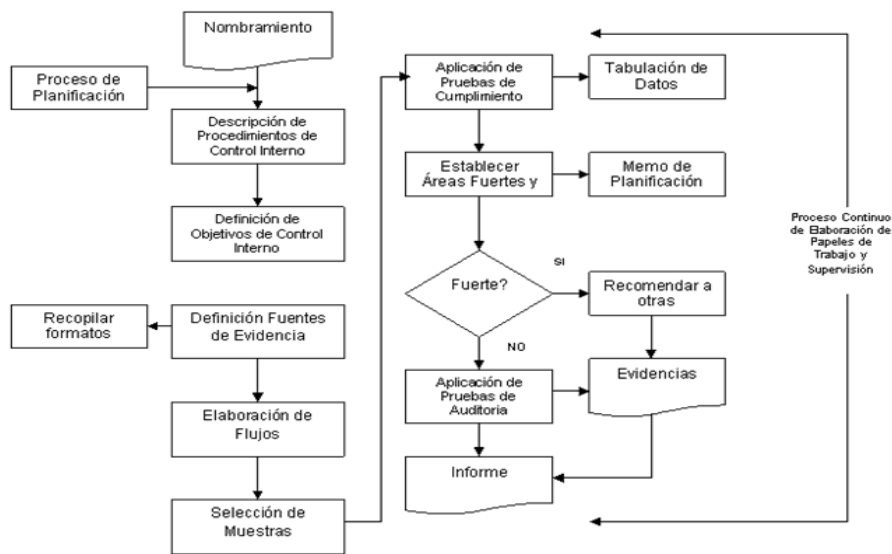 Nombramiento
Proceso de
Planificación
Descripción de
Procedimientos de
Control Interno
Definición de
Objetivos de Control
Interno
Recopilar
formatos
Definición Fuentes
de Evidencia
Elaboración de
Flujos
Selección de
Muestras
Aplicación de
Pruebas de
Cumplimiento
Tabulación de
Datos
Establecer
Áreas Fuertes y
Memo de
Planificación
Fuerte?
SI
Recomendar a
otras
NO
Aplicación de
Pruebas de
Auditoria
Evidencias
Informe
Proceso Continuo
de Elaboración de
Papeles de
Trabajo y
Supervisión